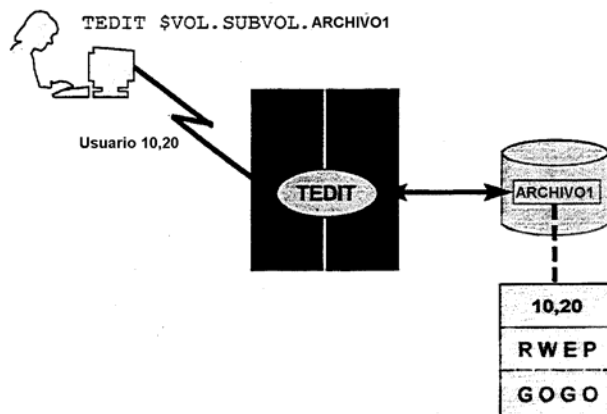 TEDIT $VOL.SUBVOL.ARCHIVO1
Usuario 10,20
TEDIT
ARCHIVO1
10,20
RWEP
GOGO